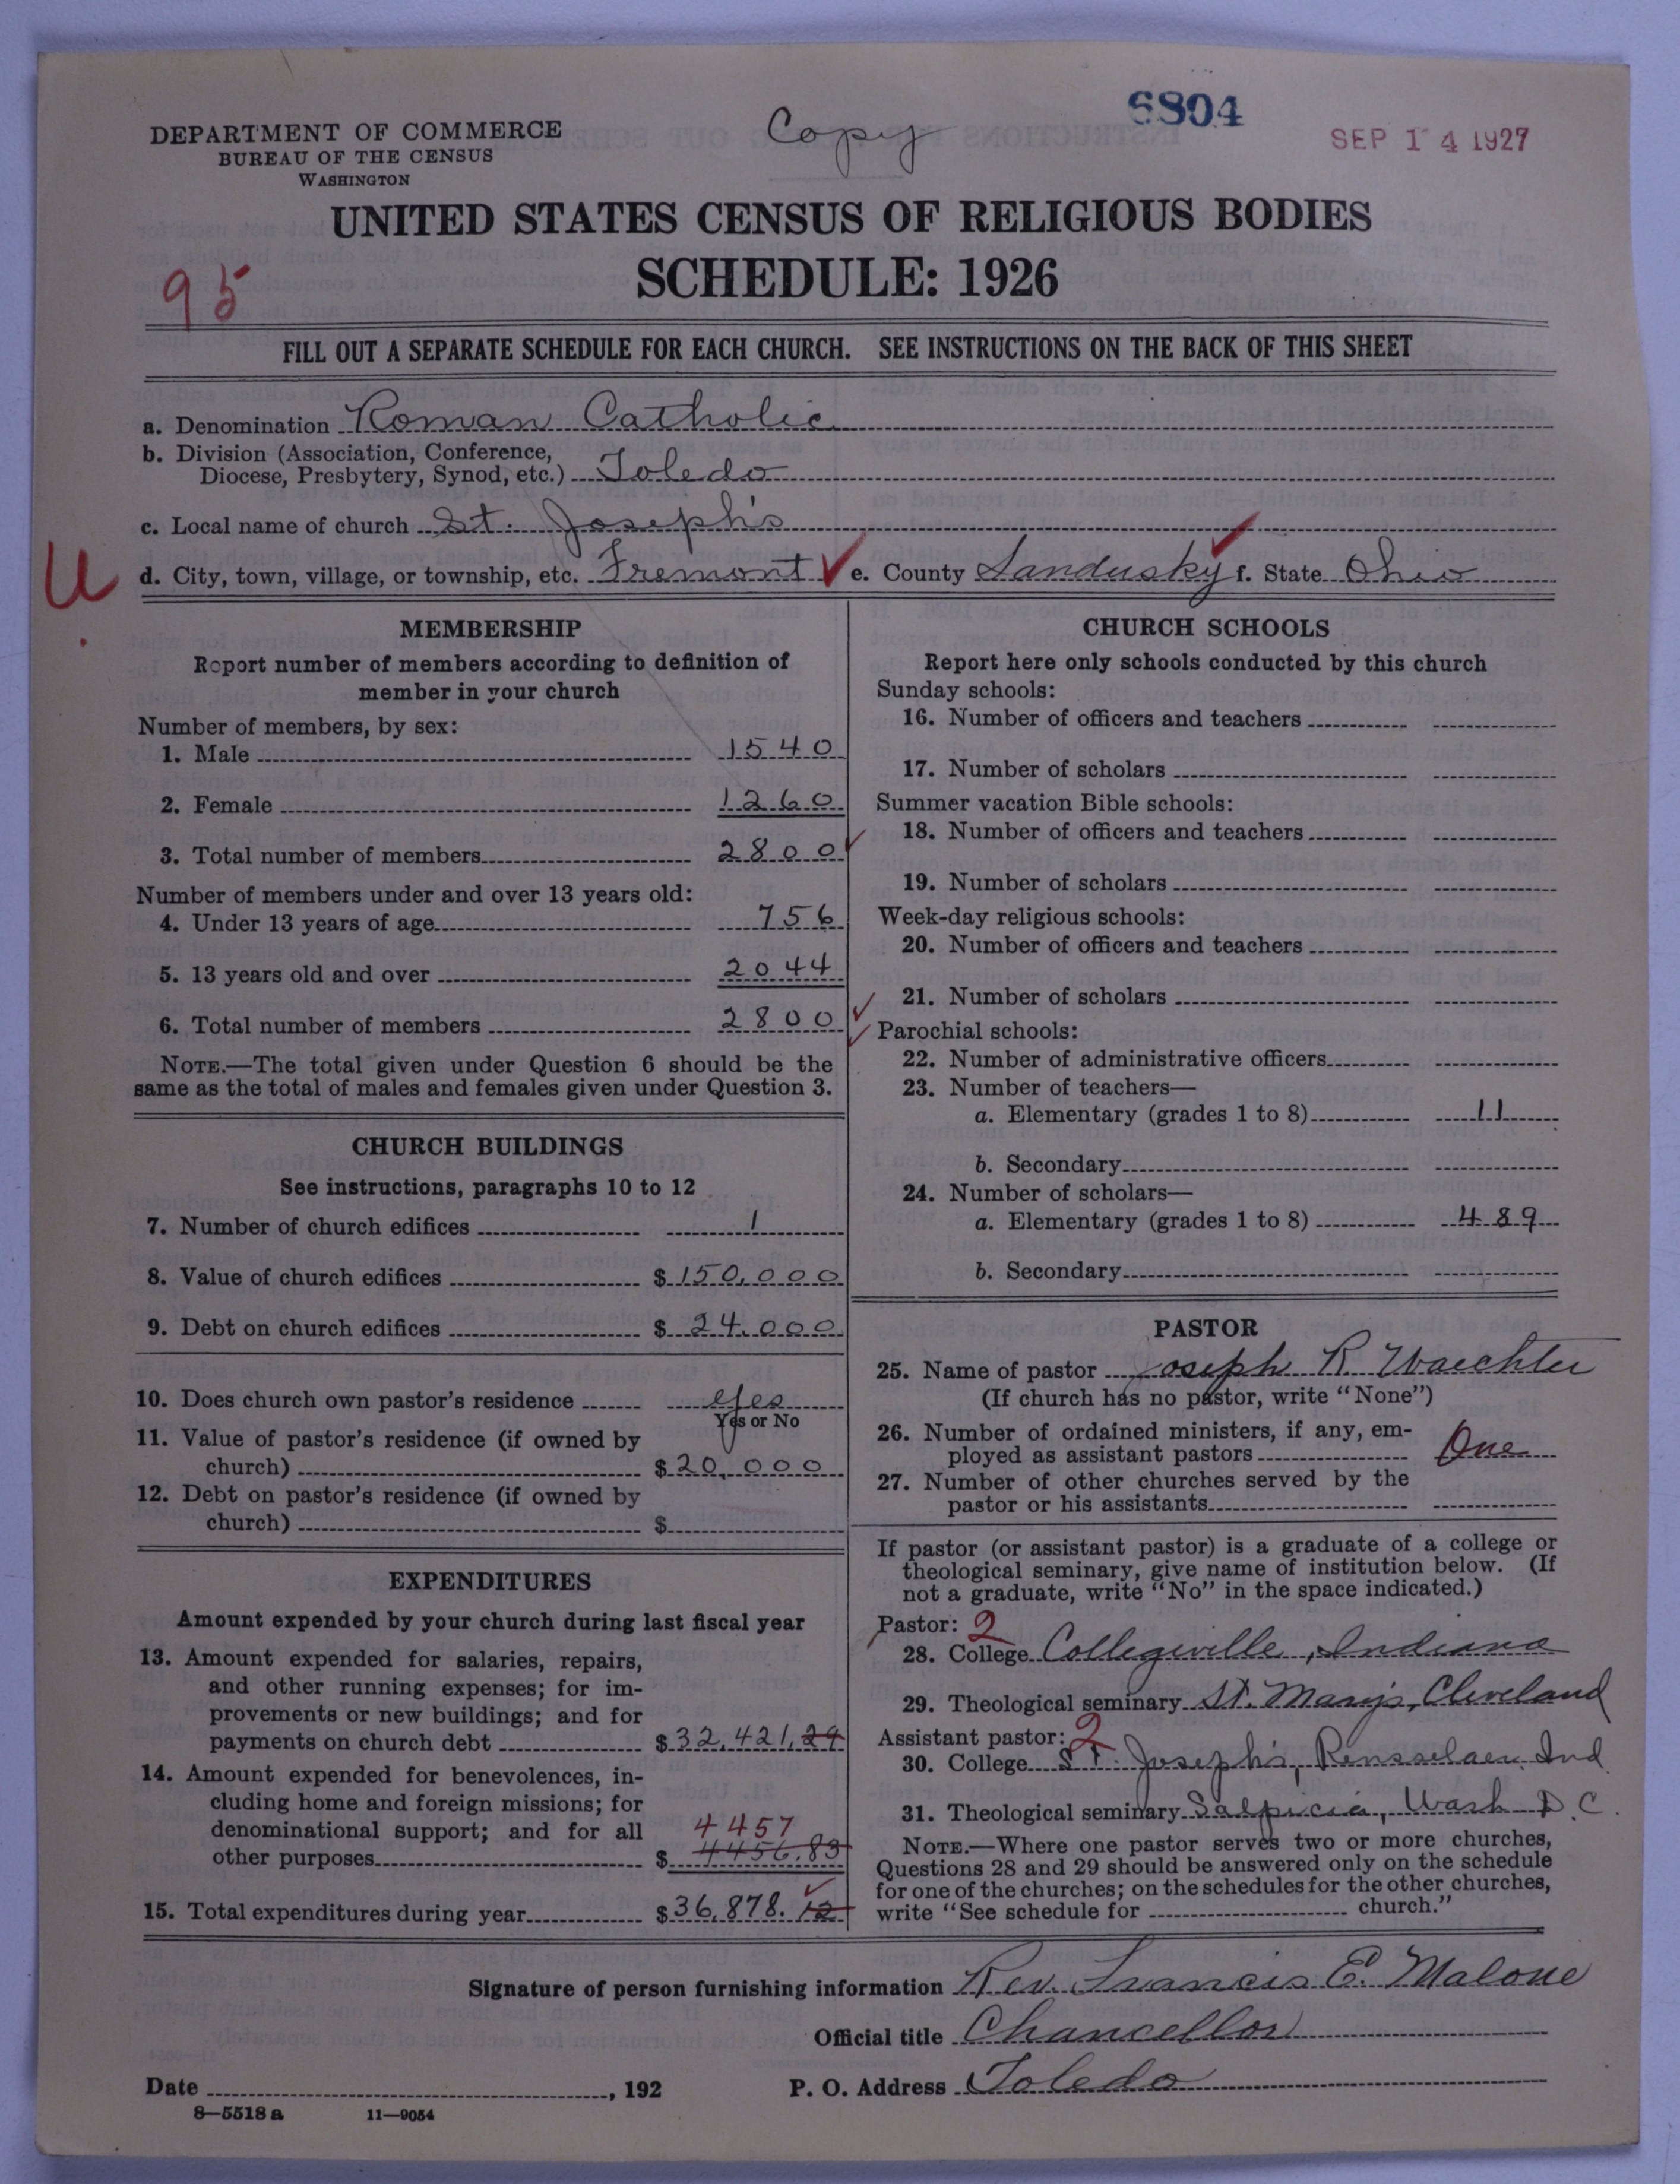 6804
Copy
DEPARTMENT OF COMMERCE
BUREAU OF THE CENSUS
WASHINGTON
SEP 14 1927
UNITED STATES CENSUS OF RELIGIOUS BODIES
SCHEDULE: 1926
95
FILL OUT A SEPARATE SCHEDULE FOR EACH CHURCH. SEE INSTRUCTIONS ON THE BACK OF THIS SHEET
a. Denomination Roman Catholic
b. Division (Association, Conference,
Diocese, Presbytery, Synod, etc.) Toledo
c. Local name of church St. Joseph's
U.
d. City, town, village, or township, etc. Fremont ✓ e. County Sandusky ✓ f. State Ohio
MEMBERSHIP
Report number of members according to definition of
member in your church
Number of members, by sex:
1. Male 1540
2. Female 1260
3. Total number of members 2800 ✓
Number of members under and over 13 years old:
4. Under 13 years of age 756
5. 13 years old and over 2044
6. Total number of members 2800 ✓
NOTE.—The total given under Question 6 should be the
same as the total of males and females given under Question 3.
CHURCH BUILDINGS
See instructions, paragraphs 10 to 12
7. Number of church edifices 1
8. Value of church edifices $150,000
9. Debt on church edifices $24,000
10. Does church own pastor's residence Yes
Yes or No
11. Value of pastor's residence (if owned by
church) $20,000
12. Debt on pastor's residence (if owned by
church) $
EXPENDITURES
Amount expended by your church during last fiscal year
13. Amount expended for salaries, repairs,
and other running expenses; for im-
provements or new buildings; and for
payments on church debt $32,421,29
14. Amount expended for benevolences, in-
cluding home and foreign missions; for
denominational support; and for all 4457
other purposes $4456.83
15. Total expenditures during year $36,878.12 ✓
CHURCH SCHOOLS
Report here only schools conducted by this church
Sunday schools:
16. Number of officers and teachers
17. Number of scholars
Summer vacation Bible schools:
18. Number of officers and teachers
19. Number of scholars
Week-day religious schools:
20. Number of officers and teachers
21. Number of scholars
✓ Parochial schools:
22. Number of administrative officers
23. Number of teachers—
a. Elementary (grades 1 to 8) 11
b. Secondary
24. Number of scholars—
a. Elementary (grades 1 to 8) 489
b. Secondary
PASTOR
25. Name of pastor Joseph R. Waechter
(If church has no pastor, write "None")
26. Number of ordained ministers, if any, em-
ployed as assistant pastors One
27. Number of other churches served by the
pastor or his assistants
If pastor (or assistant pastor) is a graduate of a college or
theological seminary, give name of institution below. (If
not a graduate, write "No" in the space indicated.)
Pastor: 2
28. College Collegeville, Indiana
29. Theological seminary St. Mary's, Cleveland
Assistant pastor: 2
30. College St. Joseph's, Rensselaer, Ind
31. Theological seminary Salpicia, Wash D.C.
NOTE.—Where one pastor serves two or more churches,
Questions 28 and 29 should be answered only on the schedule
for one of the churches; on the schedules for the other churches,
write "See schedule for church."
Signature of person furnishing information Rev. Francis E. Malone
Official title Chancellor
Date , 192
P. O. Address Toledo
8—5518a 11—9054